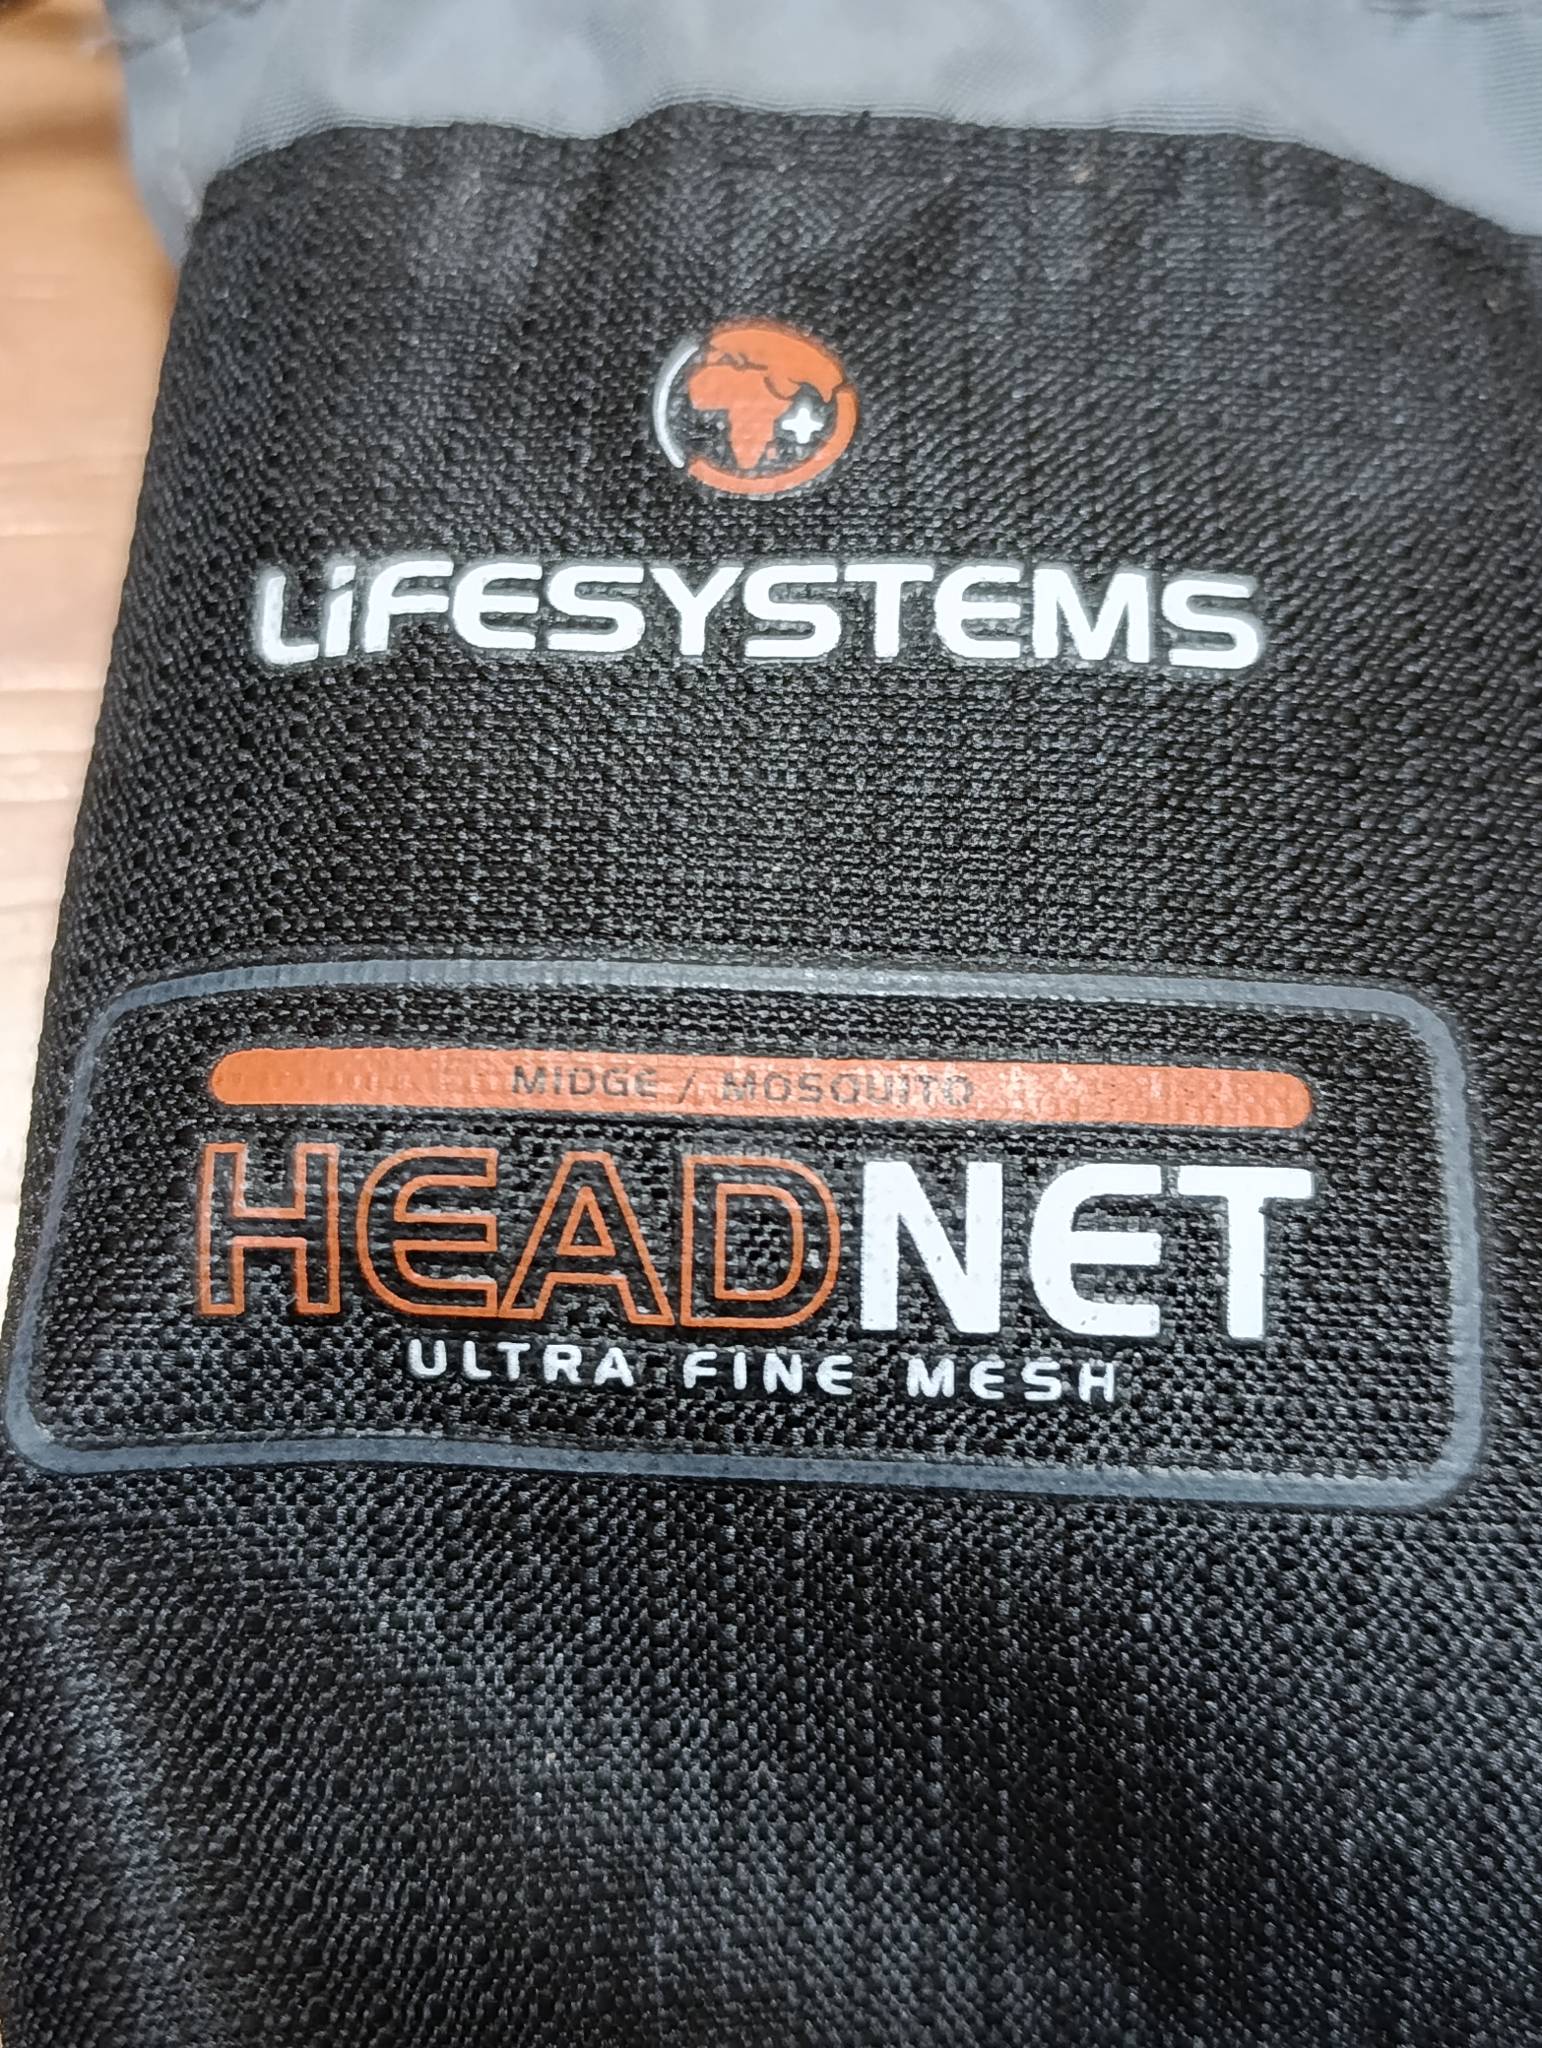 LiFESYSTEMS
MIDGE / MOSQUITO
HEADNET
ULTRA FINE MESH